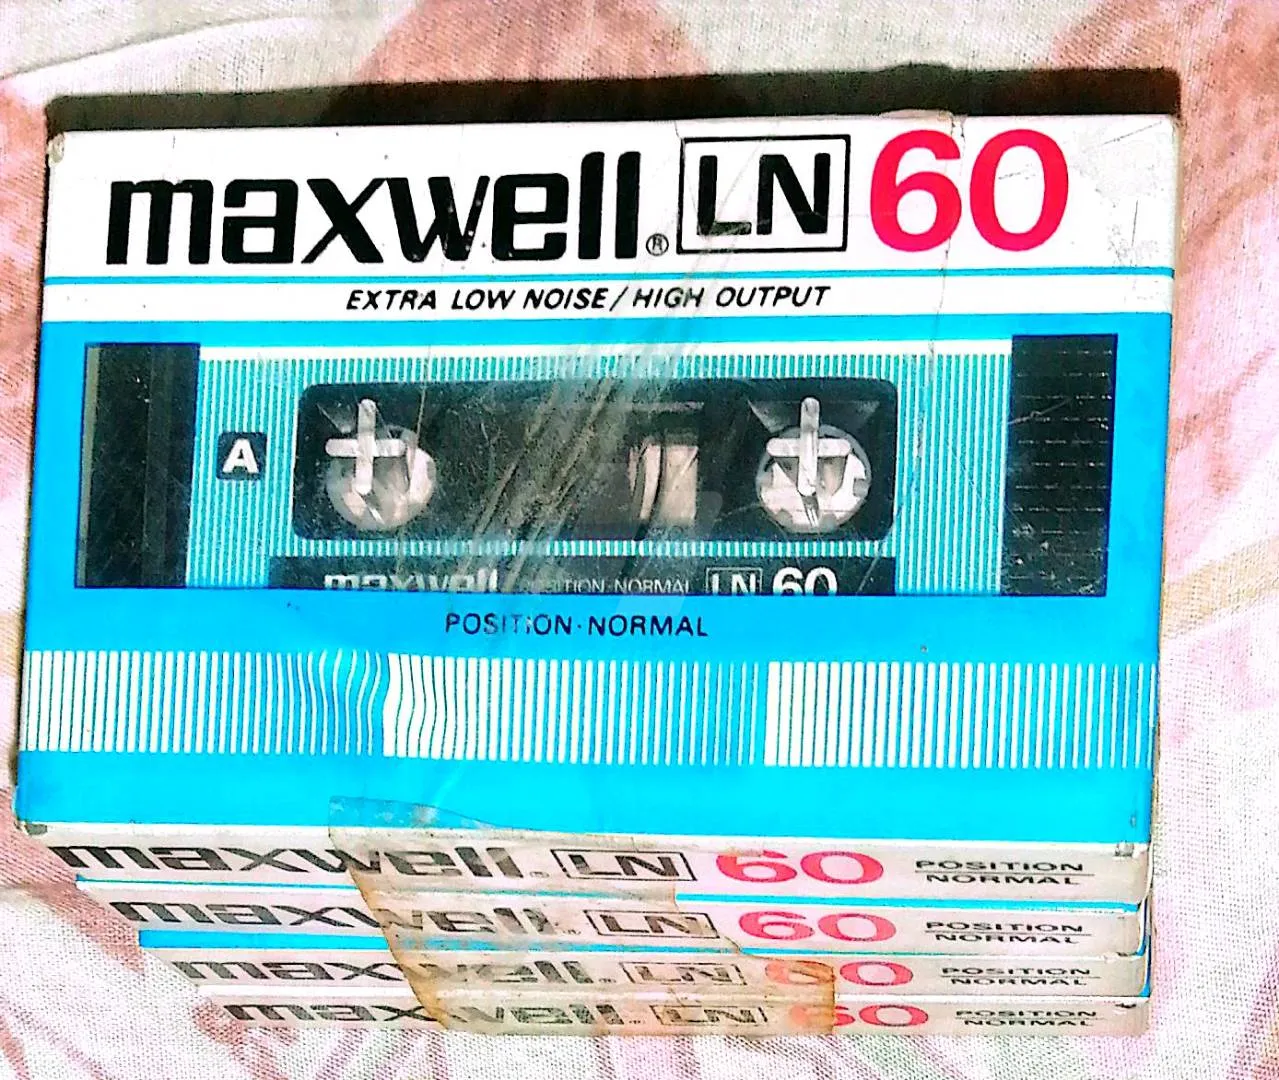 maxwell® LN 60
EXTRA LOW NOISE/HIGH OUTPUT
A
maxwell POSITION·NORMAL LN 60
POSITION·NORMAL
maxwell. LN 60 POSITION NORMAL
maxwell. LN 60 POSITION NORMAL
maxwell. LN 60 POSITION NORMAL
maxwell. LN 60 POSITION NORMAL